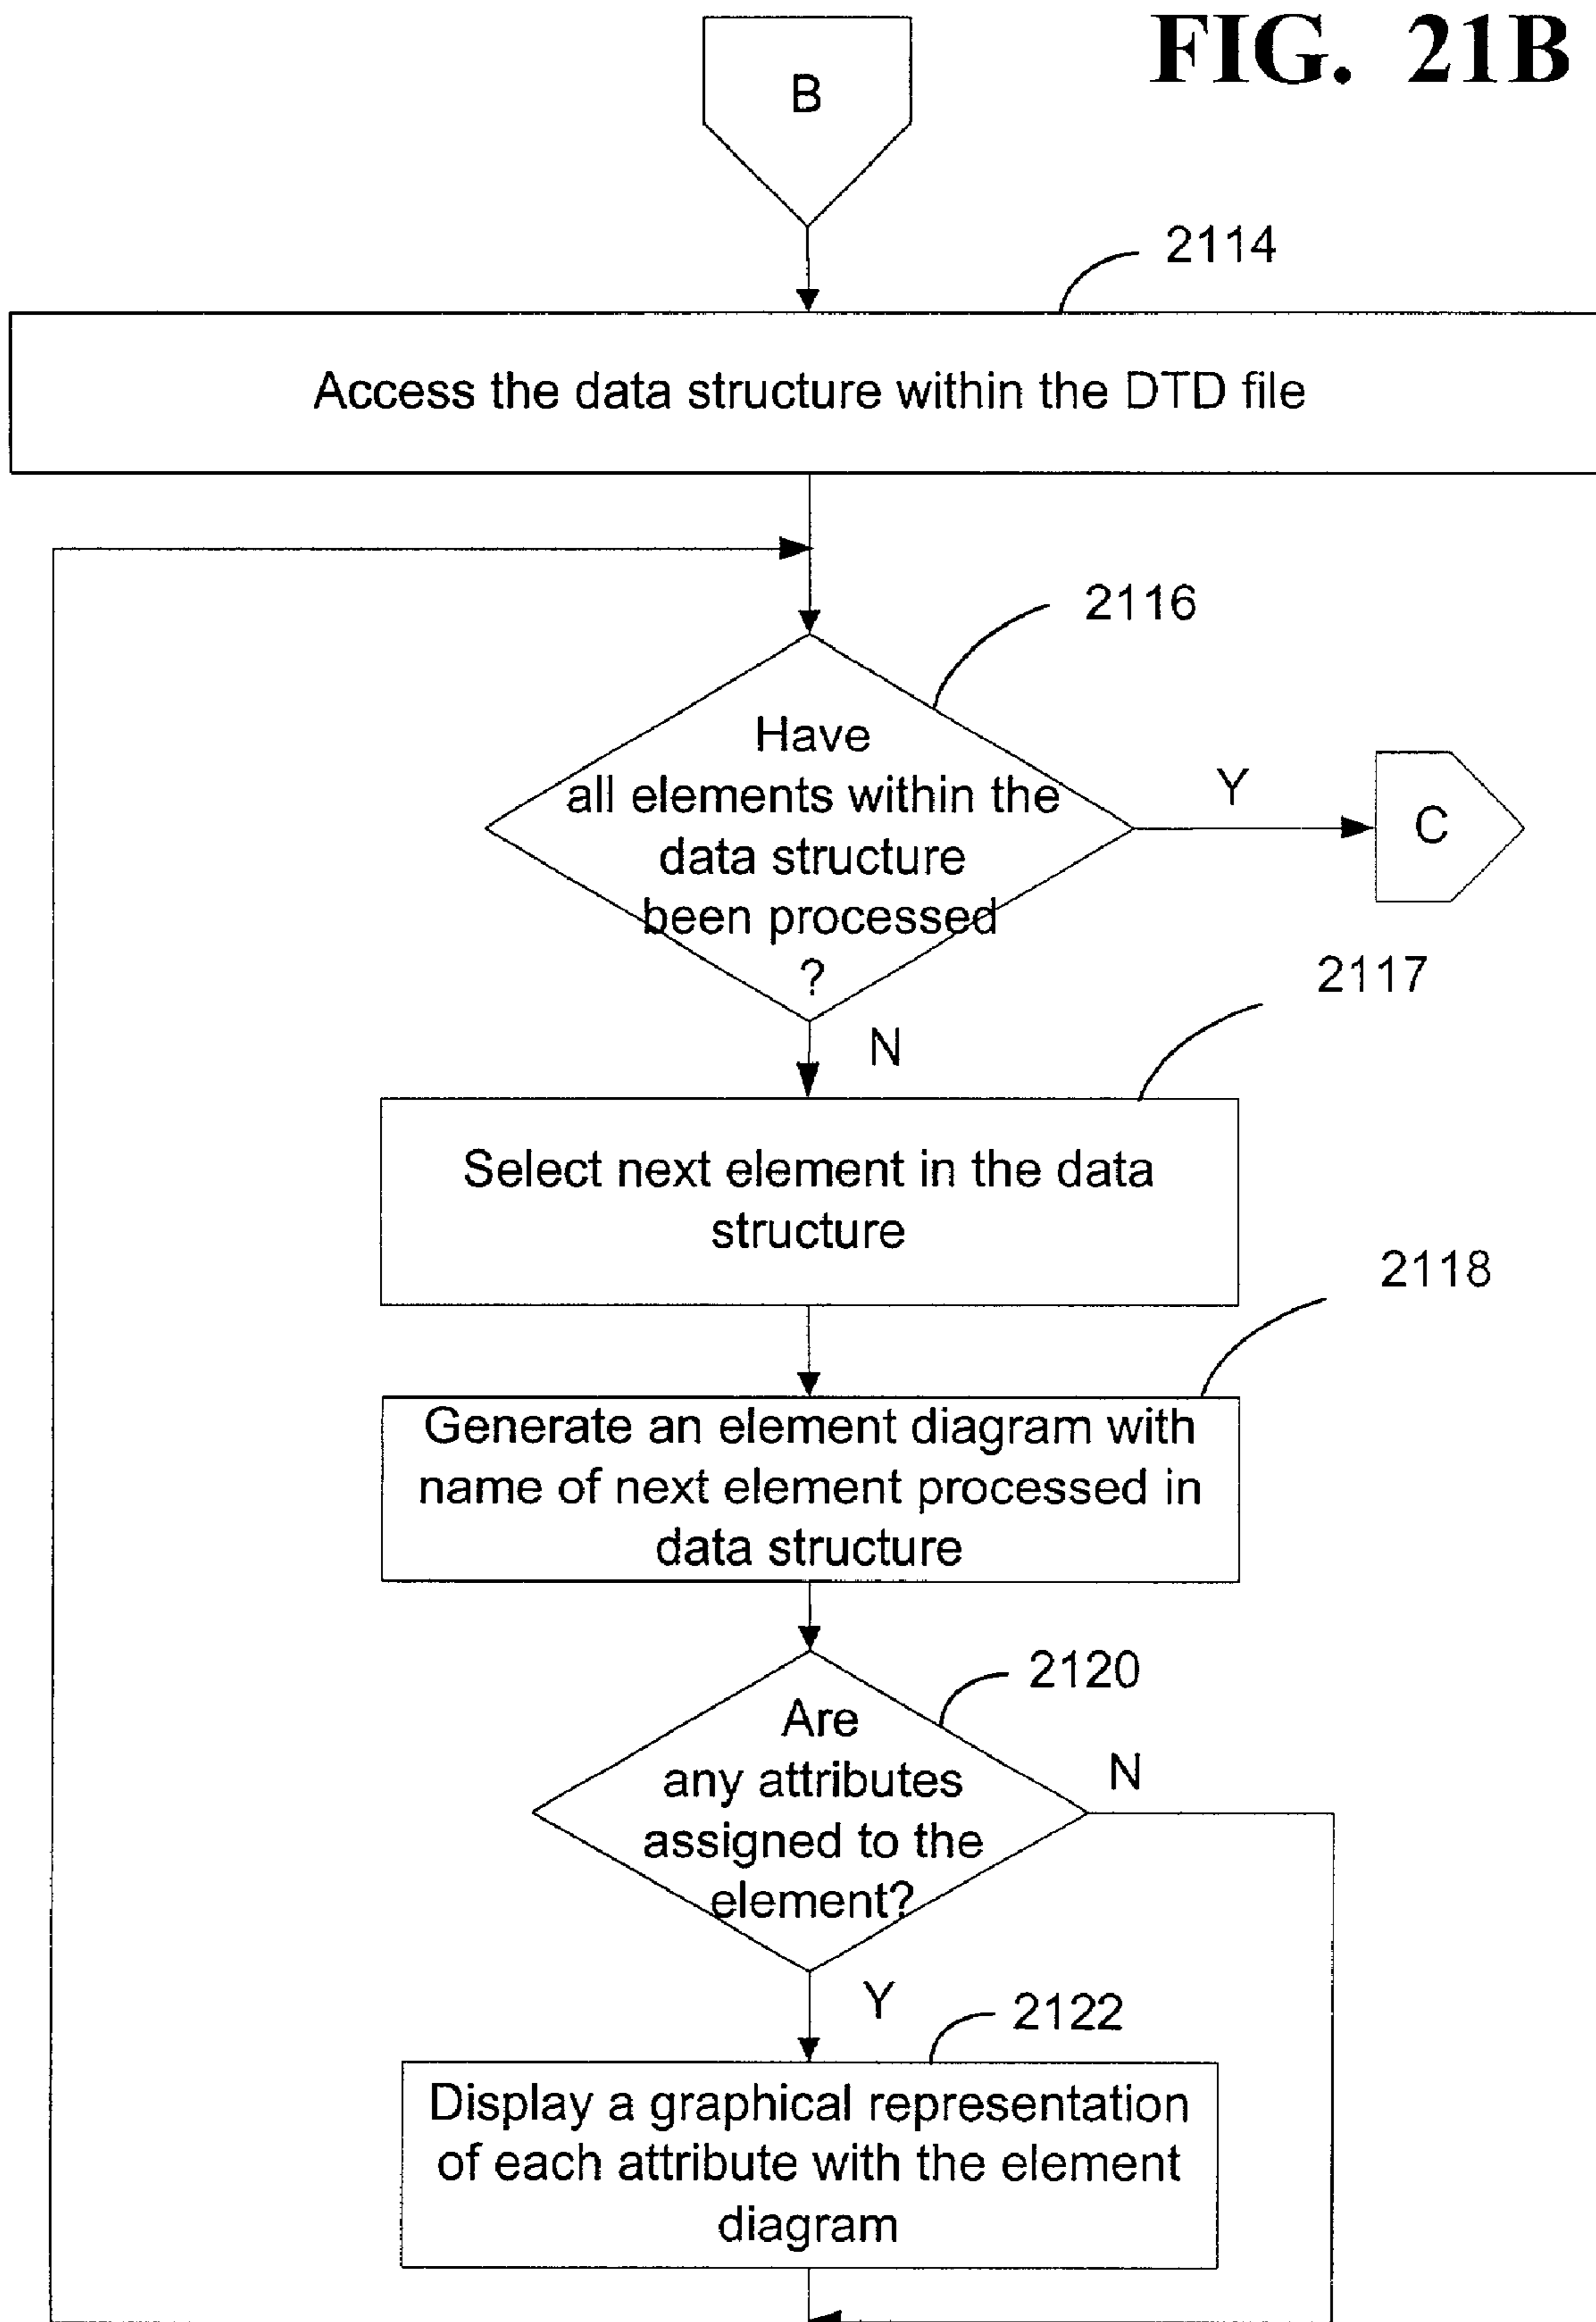 FIG. 21B
B
2114
Access the data structure within the DTD file
2116
Have
all elements within the
data structure
been processed
?
Y
C
N
2117
Select next element in the data
structure
2118
Generate an element diagram with
name of next element processed in
data structure
2120
Are
any attributes
assigned to the
element?
N
Y
2122
Display a graphical representation
of each attribute with the element
diagram